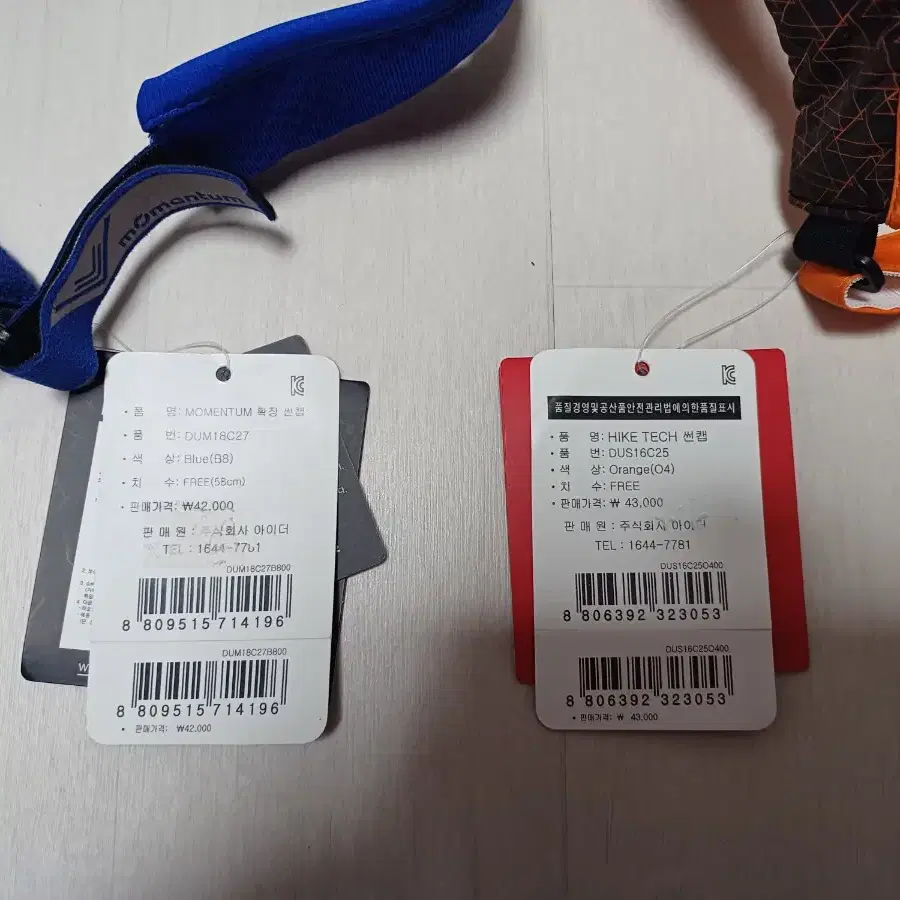 momentum
• 품 명: MOMENTUM 확장 썬캡
• 품 번: DUM18C27
• 색 상: Blue(B8)
• 치 수: FREE(58cm)
• 판매가격: ₩42,000
판 매 원 : 주식회사 아이더
TEL : 1644-7781
DUM18C27B800
8 809515 714196
DUM18C27B800
8 809515 714196
• 판매가격: ₩42,000
품질경영및공산품안전관리법에의한품질표시
• 품 명: HIKE TECH 썬캡
• 품 번: DUS16C25
• 색 상: Orange(O4)
• 치 수: FREE
• 판매가격: ₩ 43,000
판 매 원 : 주식회사 아이더
TEL : 1644-7781
DUS16C25O400
8 806392 323053
DUS16C25O400
8 806392 323053
• 판매가격: ₩ 43,000